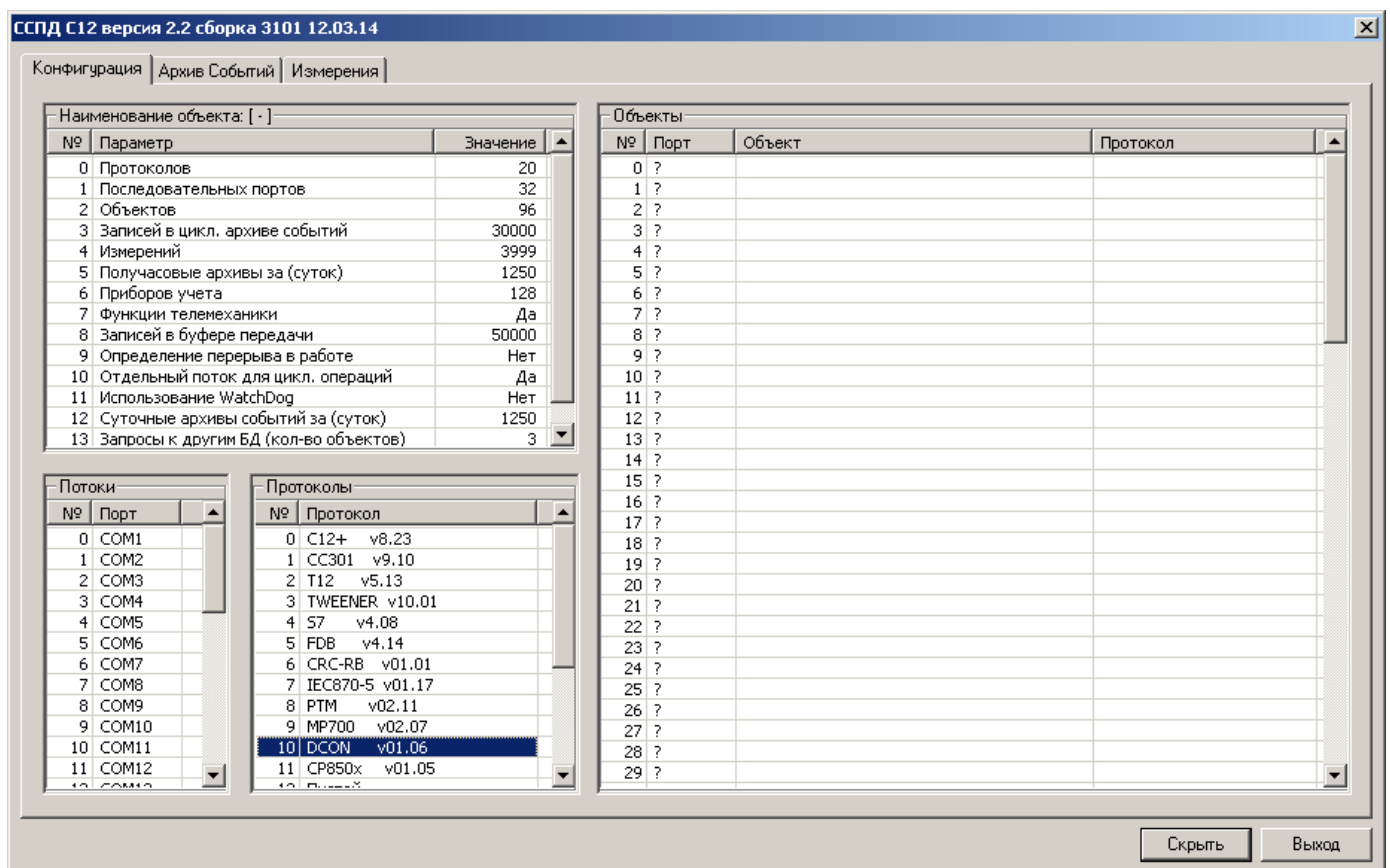 ССПД С12 версия 2.2 сборка 3101 12.03.14
Конфигурация Архив Событий Измерения
Наименование объекта: [ - ]
№ Параметр Значение
0 Протоколов 20
1 Последовательных портов 32
2 Объектов 96
3 Записей в цикл. архиве событий 30000
4 Измерений 3999
5 Получасовые архивы за (суток) 1250
6 Приборов учета 128
7 Функции телемеханики Да
8 Записей в буфере передачи 50000
9 Определение перерыва в работе Нет
10 Отдельный поток для цикл. операций Да
11 Использование WatchDog Нет
12 Суточные архивы событий за (суток) 1250
13 Запросы к другим БД (кол-во объектов) 3
Потоки
№ Порт
0 COM1
1 COM2
2 COM3
3 COM4
4 COM5
5 COM6
6 COM7
7 COM8
8 COM9
9 COM10
10 COM11
11 COM12
12 COM13
Протоколы
№ Протокол
0 C12+ v8.23
1 CC301 v9.10
2 T12 v5.13
3 TWEENER v10.01
4 S7 v4.08
5 FDB v4.14
6 CRC-RB v01.01
7 IEC870-5 v01.17
8 PTM v02.11
9 MP700 v02.07
10 DCON v01.06
11 CP850x v01.05
12 Пустой
Объекты
№ Порт Объект Протокол
0 ?
1 ?
2 ?
3 ?
4 ?
5 ?
6 ?
7 ?
8 ?
9 ?
10 ?
11 ?
12 ?
13 ?
14 ?
15 ?
16 ?
17 ?
18 ?
19 ?
20 ?
21 ?
22 ?
23 ?
24 ?
25 ?
26 ?
27 ?
28 ?
29 ?
Скрыть Выход